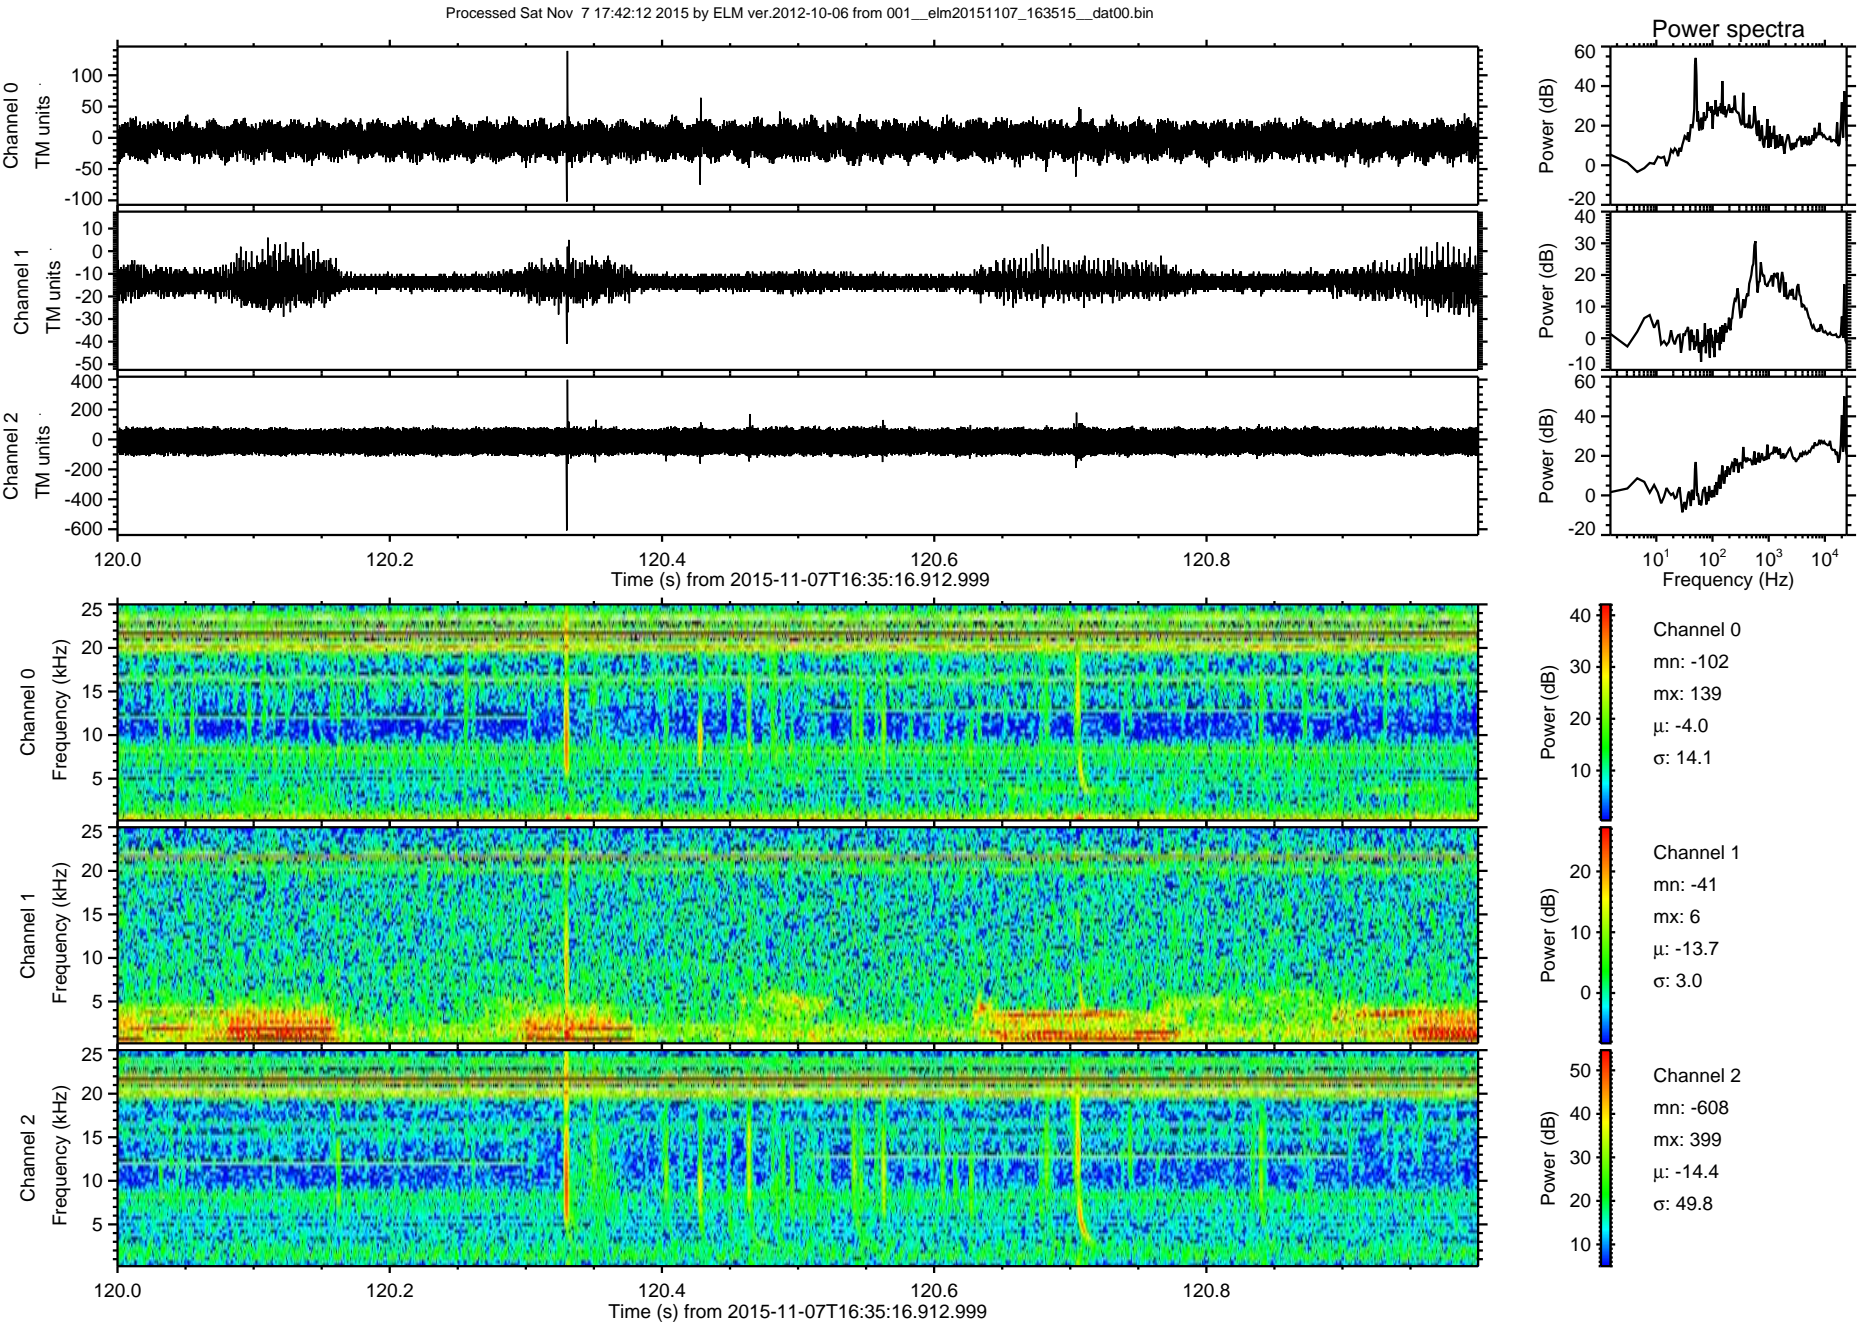 Processed Sat Nov  7 17:42:12 2015 by ELM ver.2012-10-06 from 001__elm20151107_163515__dat00.bin
Power spectra
Channel 0
TM units
100
50
0
-50
-100
Power (dB)
60
40
20
0
-20
Channel 1
TM units
10
0
-10
-20
-30
-40
-50
Power (dB)
40
30
20
10
0
-10
Channel 2
TM units
400
200
0
-200
-400
-600
Power (dB)
60
40
20
0
-20
120.0 120.2 120.4 120.6 120.8
Time (s) from 2015-11-07T16:35:16.912.999
10¹ 10² 10³ 10⁴
Frequency (Hz)
Channel 0
Frequency (kHz)
25
20
15
10
5
Power (dB)
40
30
20
10
Channel 0
mn: -102
mx: 139
μ: -4.0
σ: 14.1
Channel 1
Frequency (kHz)
25
20
15
10
5
Power (dB)
20
10
0
Channel 1
mn: -41
mx: 6
μ: -13.7
σ: 3.0
Channel 2
Frequency (kHz)
25
20
15
10
5
Power (dB)
50
40
30
20
10
Channel 2
mn: -608
mx: 399
μ: -14.4
σ: 49.8
120.0 120.2 120.4 120.6 120.8
Time (s) from 2015-11-07T16:35:16.912.999